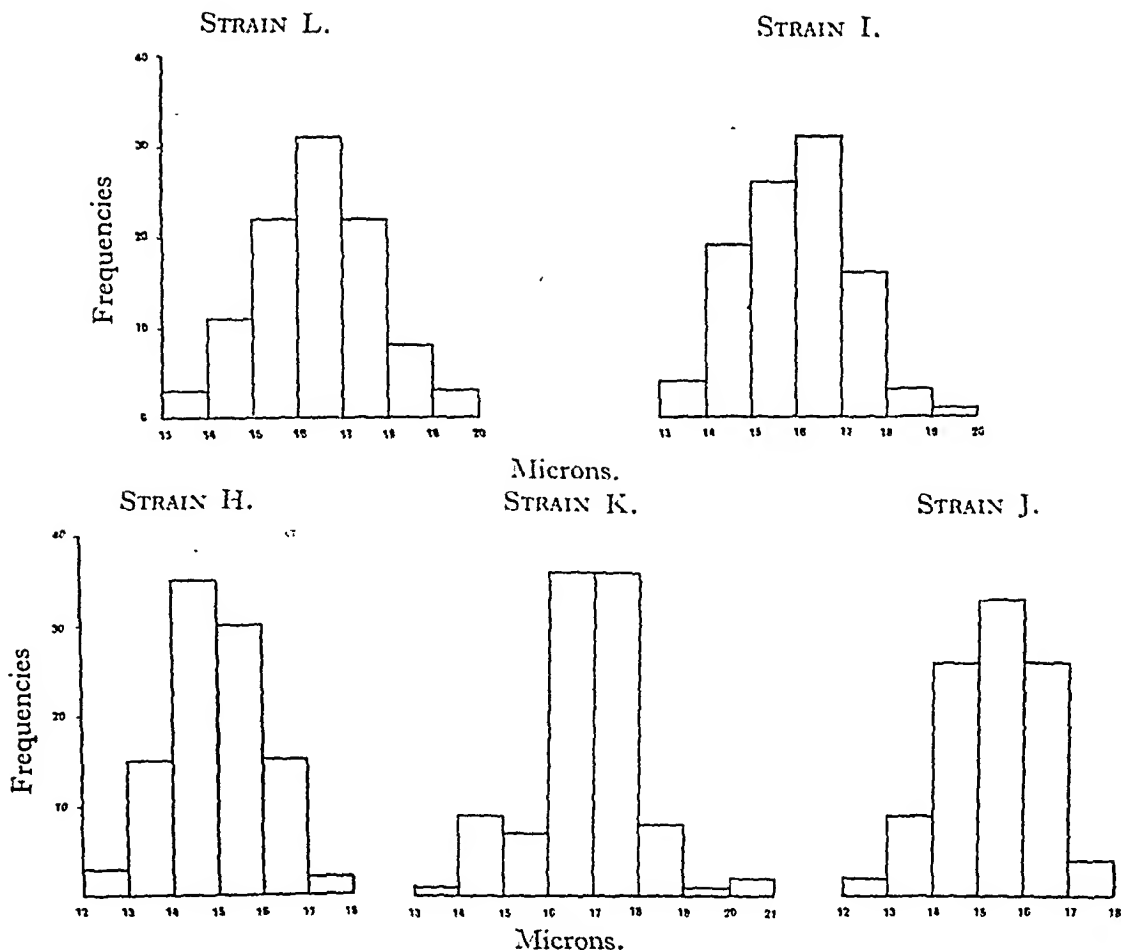 STRAIN L.
STRAIN I.
40
30
20
10
Frequencies
13 14 15 16 17 18 19 20
13 14 15 16 17 18 19 20
Microns.
STRAIN H.
STRAIN K.
STRAIN J.
40
30
20
10
Frequencies
12 13 14 15 16 17 18
13 14 15 16 17 18 19 20 21
12 13 14 15 16 17 18
Microns.